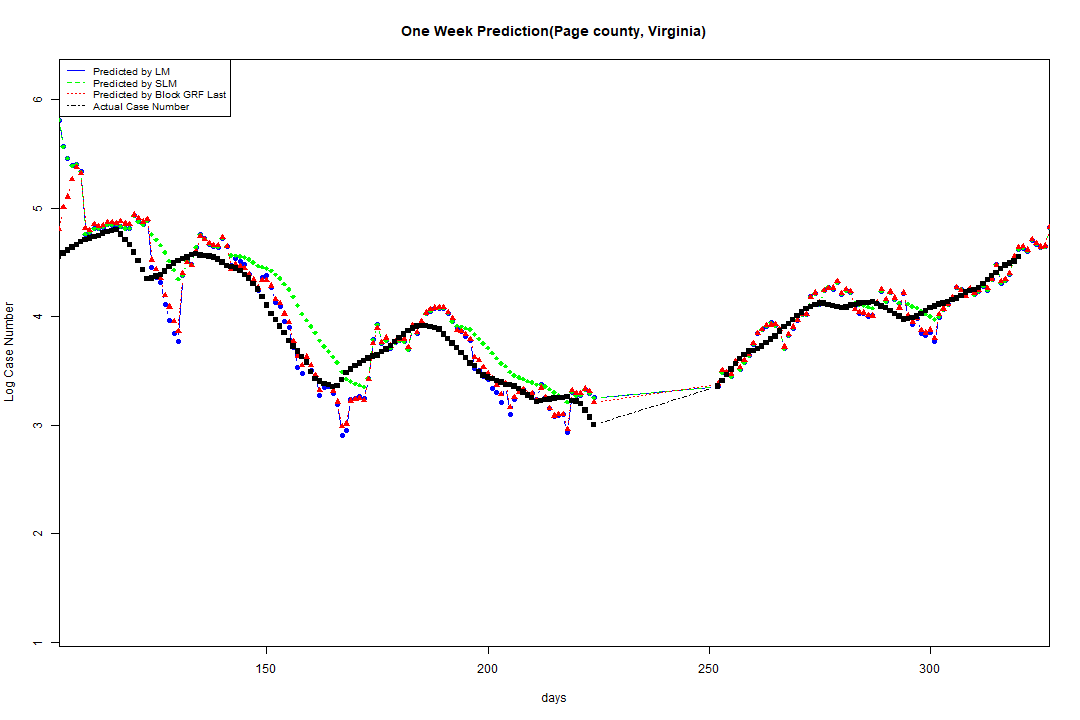 One Week Prediction(Page county, Virginia)
Predicted by LM
Predicted by SLM
Predicted by Block GRF Last
Actual Case Number
6
5
4
3
2
1
Log Case Number
150 200 250 300
days